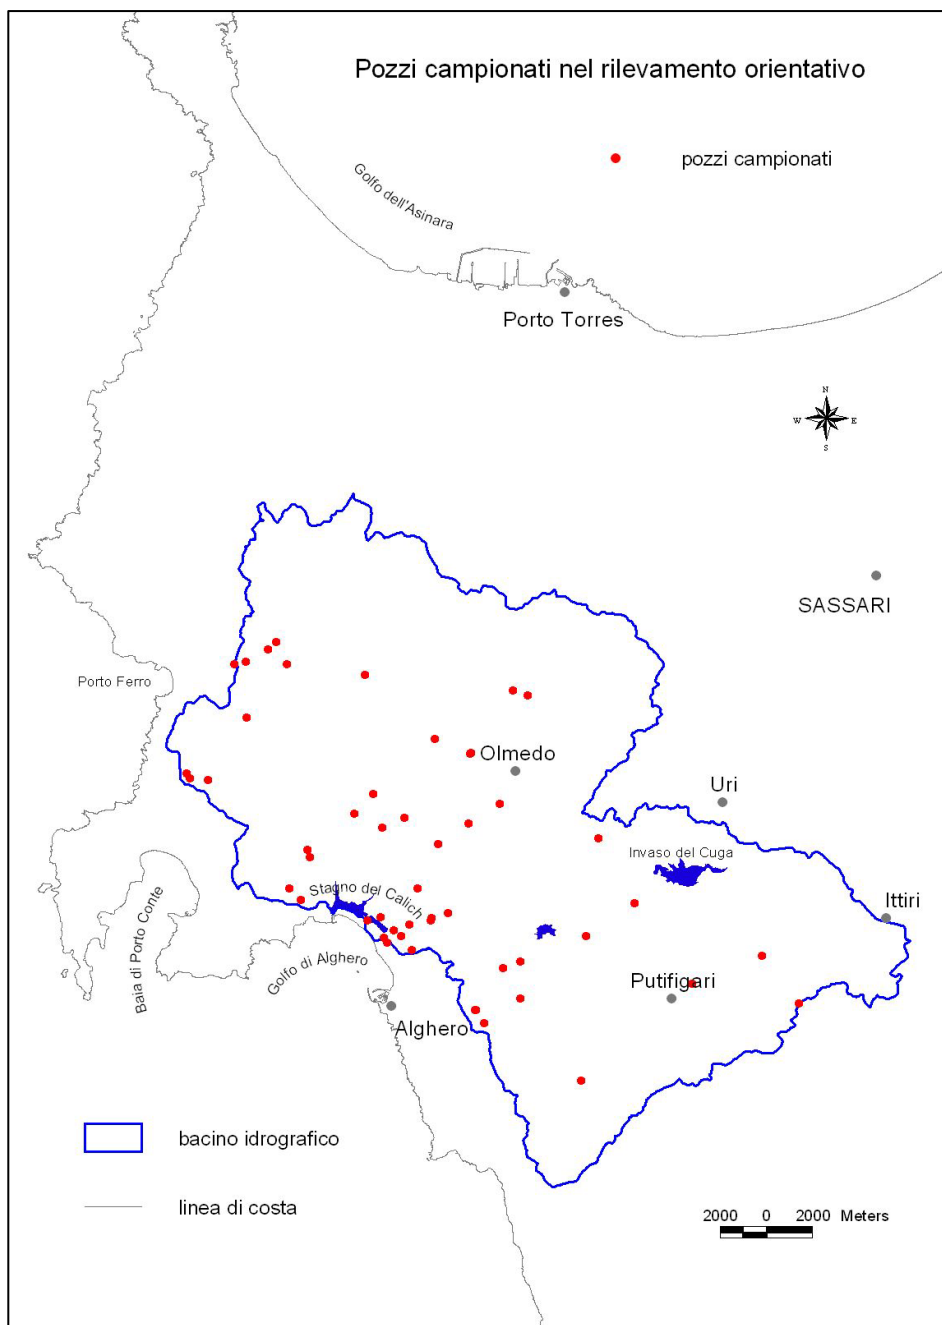 Pozzi campionati nel rilevamento orientativo
pozzi campionati
Golfo dell'Asinara
Porto Torres
N
W E
S
SASSARI
Porto Ferro
Olmedo
Uri
Invaso del Cuga
Stagno del Calich
Ittiri
Baia di Porto Conte
Golfo di Alghero
Putifigari
Alghero
bacino idrografico
linea di costa
2000 0 2000 Meters